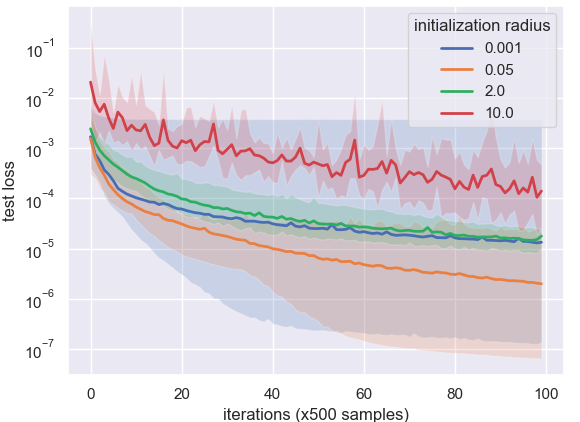 initialization radius
0.001
0.05
2.0
10.0
10⁻¹
10⁻²
10⁻³
10⁻⁴
10⁻⁵
10⁻⁶
10⁻⁷
test loss
0 20 40 60 80 100
iterations (x500 samples)